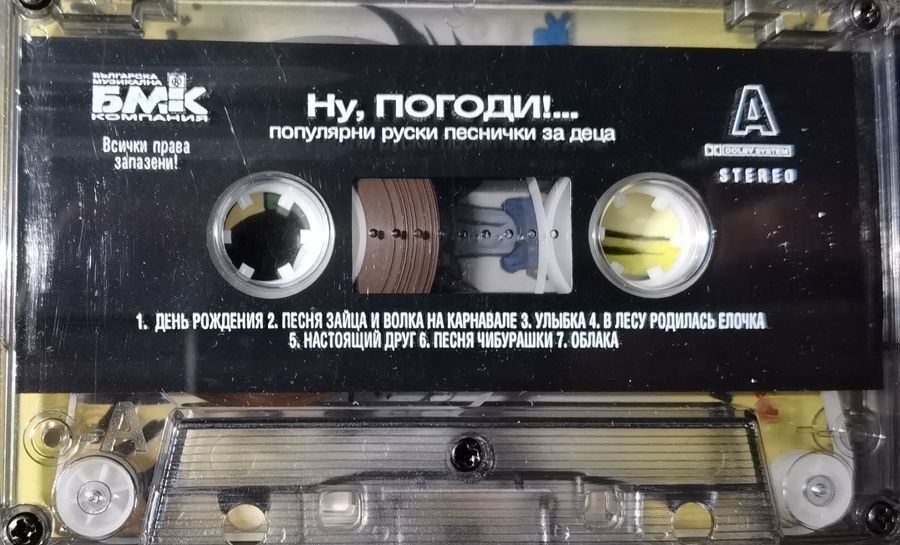 БЪЛГАРСКА
МУЗИКАЛНА
БМК
КОМПАНИЯ
Всички права
запазени!
Ну, ПОГОДИ!...
популярни руски песнички за деца
A
DOLBY SYSTEM
STEREO
1. ДЕНЬ РОЖДЕНИЯ 2. ПЕСНЯ ЗАЙЦА И ВОЛКА НА КАРНАВАЛЕ 3. УЛЫБКА 4. В ЛЕСУ РОДИЛАСЬ ЕЛОЧКА
5. НАСТОЯЩИЙ ДРУГ 6. ПЕСНЯ ЧИБУРАШКИ 7. ОБЛАКА
A